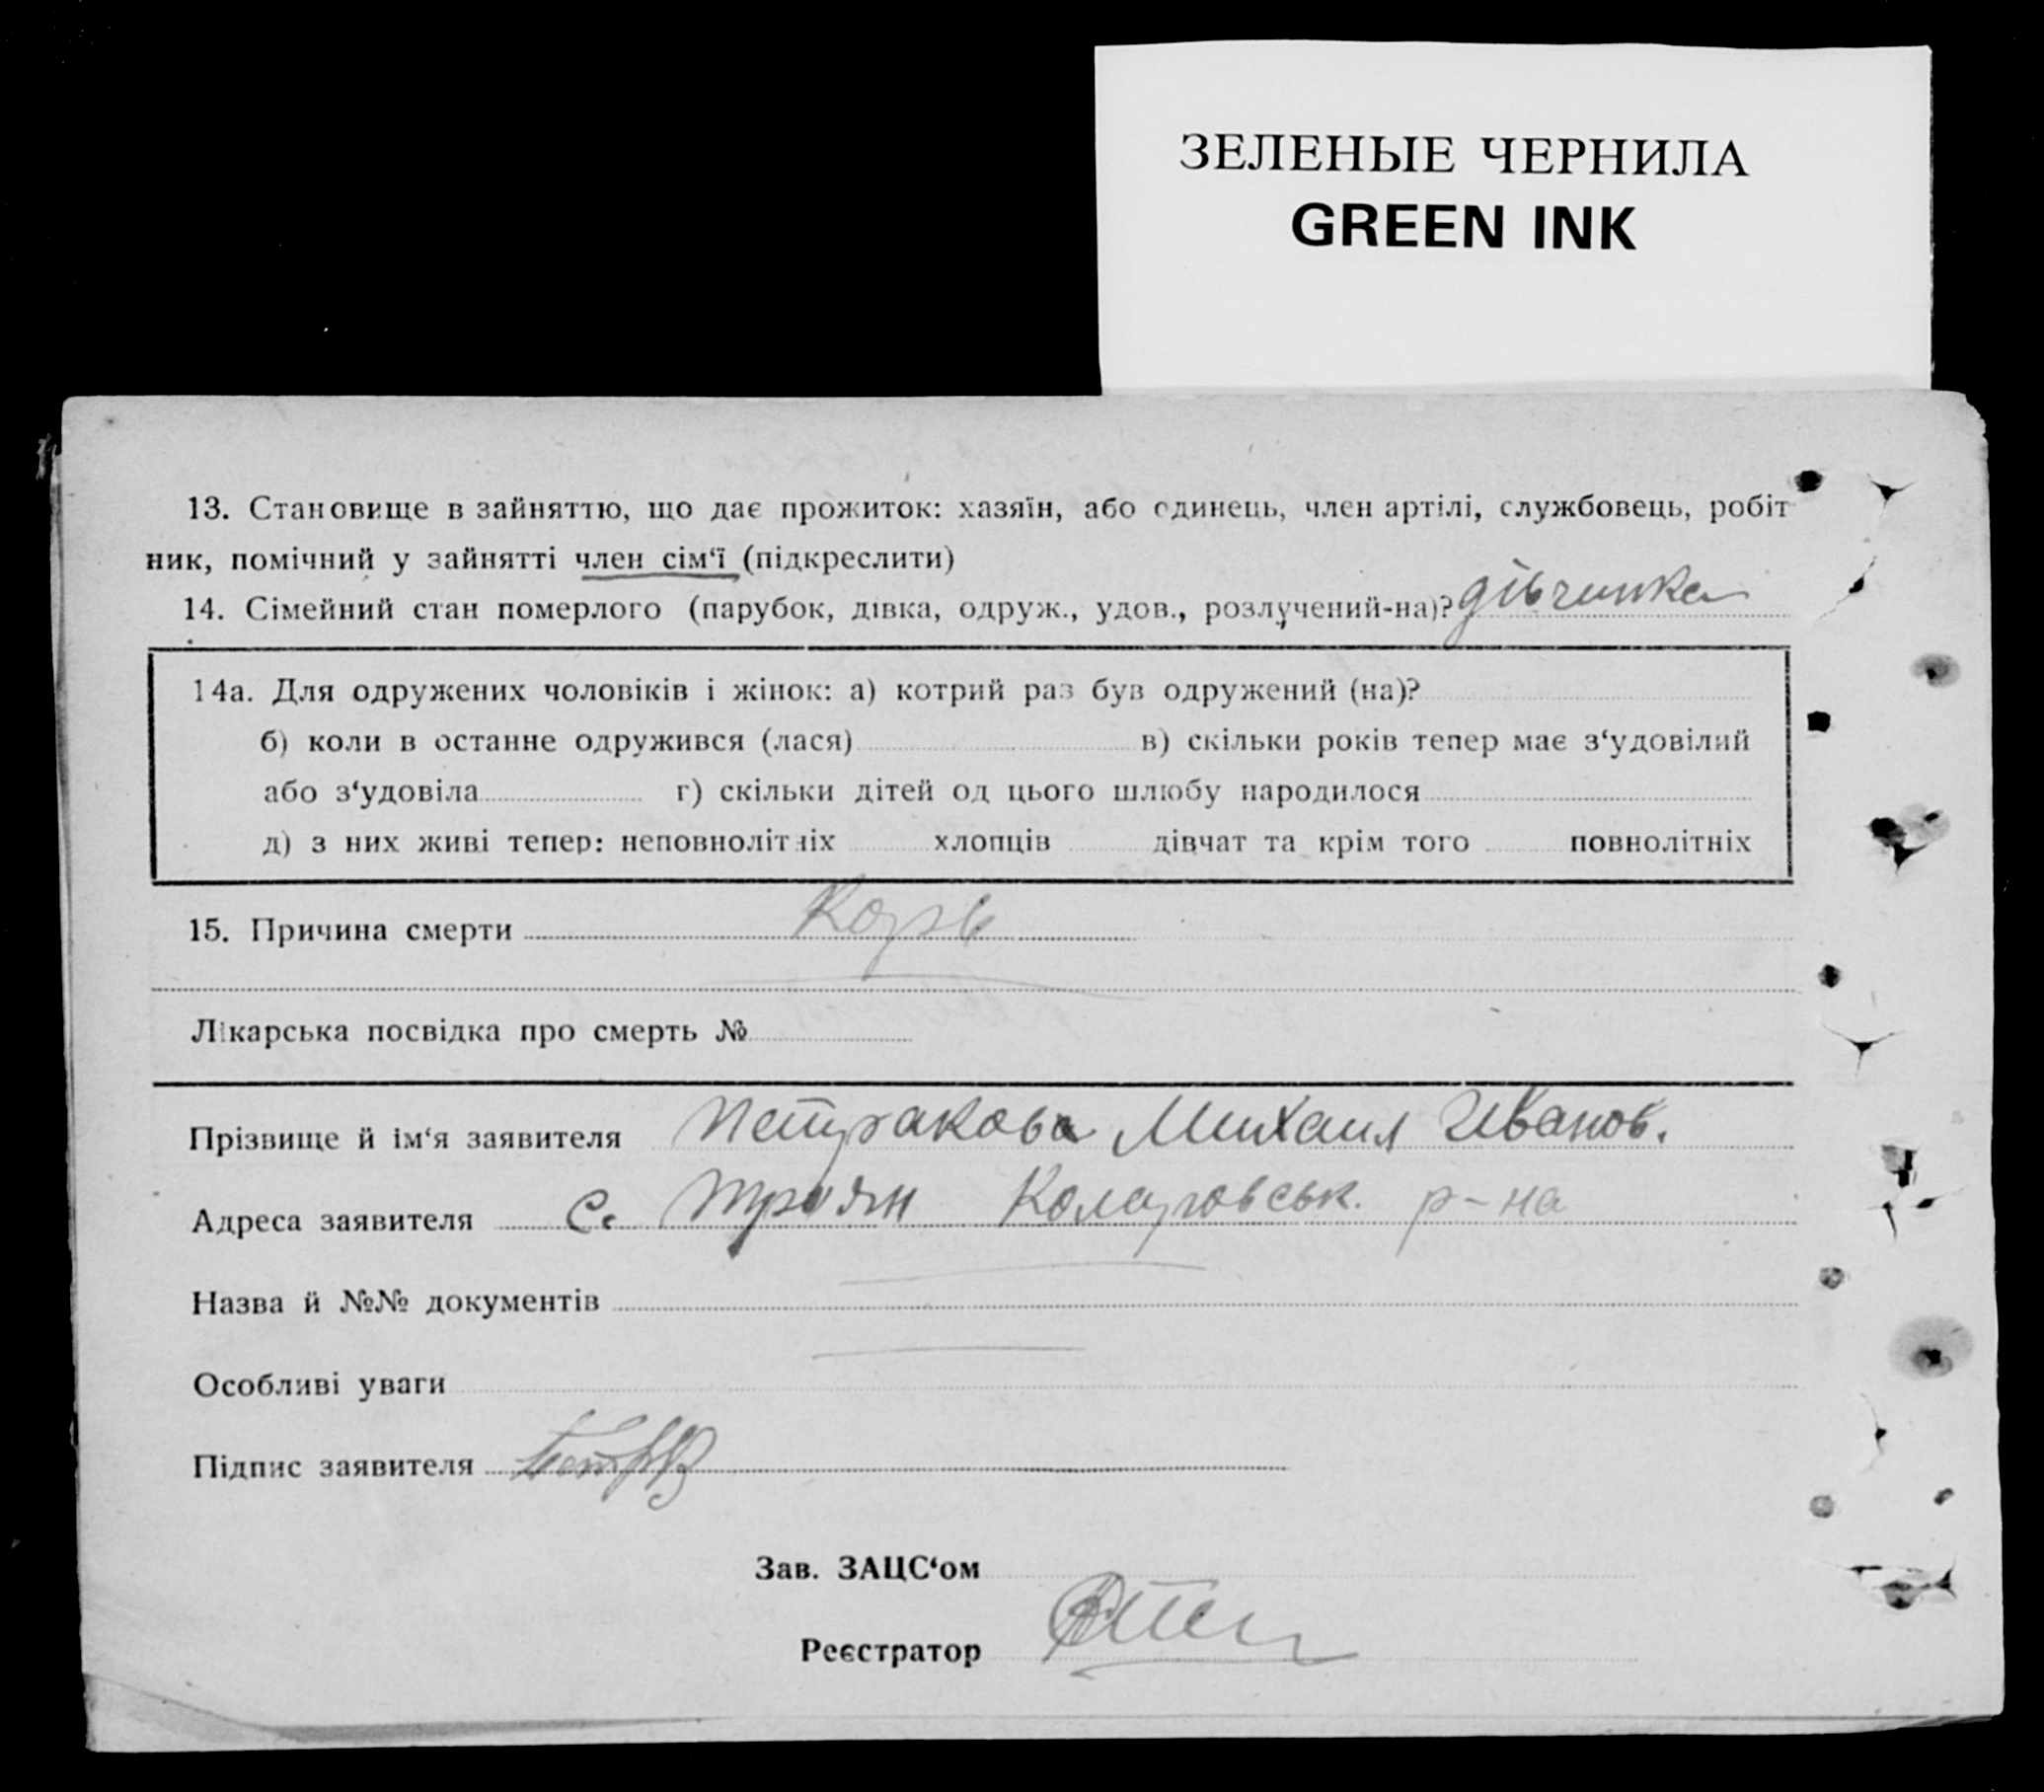 ЗЕЛЕНЫЕ ЧЕРНИЛА
GREEN INK
13. Становище в зайняттю, що дає прожиток: хазяїн, або одинець, член артілі, службовець, робіт
ник, помічний у зайнятті член сім‘ї (підкреслити)
14. Сімейний стан померлого (парубок, дівка, одруж., удов., розлучений-на)? дівчинка
14а. Для одружених чоловіків і жінок: а) котрий раз був одружений (на)?
б) коли в останне одружився (лася) в) скільки років тепер має з‘удовілий
або з‘удовіла г) скільки дітей од цього шлюбу народилося
д) з них живі тепер: неповнолітніх хлопців дівчат та крім того повнолітніх
15. Причина смерти Корь
Лікарська посвідка про смерть №
Прізвище й ім‘я заявителя Петракова Михаил Иванов.
Адреса заявителя с. Троян Коларовськ. р-на
Назва й №№ документів
Особливі уваги
Підпис заявителя
Зав. ЗАЦС‘ом
Реєстратор